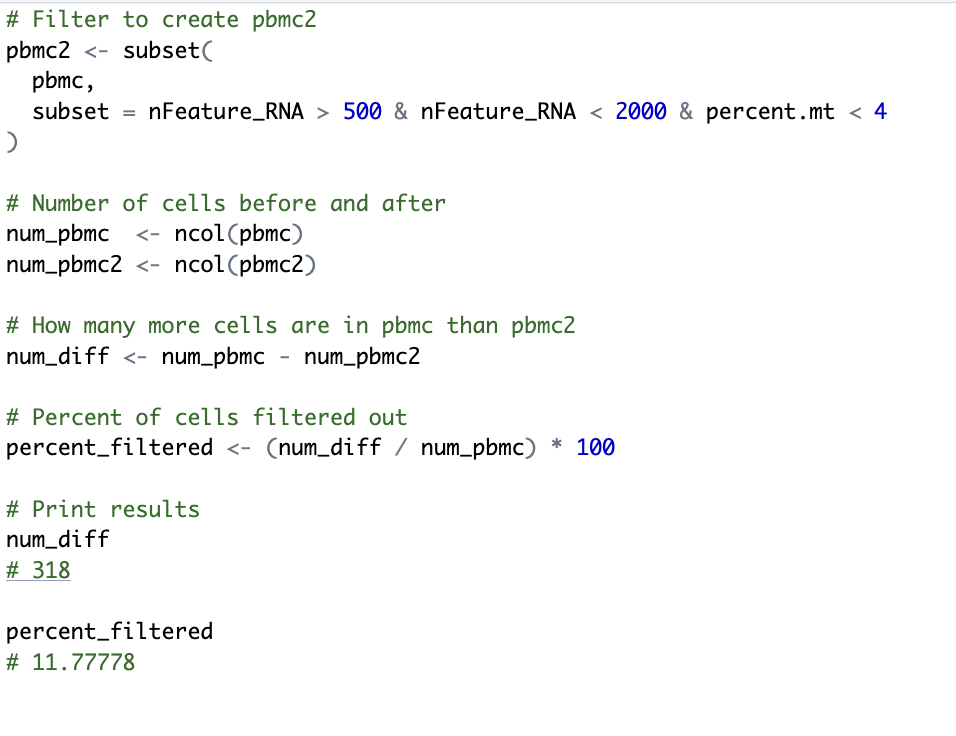 # Filter to create pbmc2
pbmc2 <- subset(
  pbmc,
  subset = nFeature_RNA > 500 & nFeature_RNA < 2000 & percent.mt < 4
)

# Number of cells before and after
num_pbmc  <- ncol(pbmc)
num_pbmc2 <- ncol(pbmc2)

# How many more cells are in pbmc than pbmc2
num_diff <- num_pbmc - num_pbmc2

# Percent of cells filtered out
percent_filtered <- (num_diff / num_pbmc) * 100

# Print results
num_diff
# 318

percent_filtered
# 11.77778